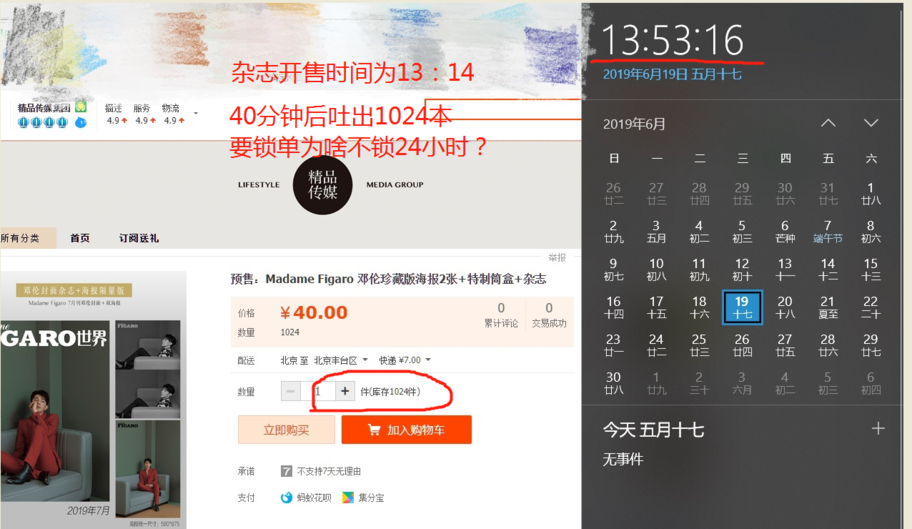 杂志开售时间为13：14
40分钟后吐出1024本
要锁单为啥不锁24小时？
精品传媒集团
描述 服务 物流
4.9 4.9 4.9
LIFESTYLE 精品传媒 MEDIA GROUP
所有分类 首页 订阅送礼
举报
邓伦封面杂志+海报限量版
Madame Figaro 7月刊邓伦封面+双海报
GARO世界
FIGARO
FIGARO
2019年7月
预售：Madame Figaro 邓伦珍藏版海报2张+特制筒盒+杂志
价格 ￥40.00
0 累计评论
0 交易成功
数量 1024
配送 北京 至 北京丰台区 快递 ¥7.00
数量 − 1 + 件(库存1024件)
立即购买 加入购物车
承诺 7 不支持7天无理由
支付 蚂蚁花呗 集分宝
13:53:16
2019年6月19日 五月十七
2019年6月
日 一 二 三 四 五 六
26 27 28 29 30 31 1
廿二 廿三 廿四 廿五 廿六 廿七 廿八
2 3 4 5 6 7 8
廿九 五月 初二 初三 芒种 端午节 初六
9 10 11 12 13 14 15
初七 初八 初九 初十 十一 十二 十三
16 17 18 19 20 21 22
十四 十五 十六 十七 十八 夏至 二十
23 24 25 26 27 28 29
廿一 廿二 廿三 廿四 廿五 廿六 廿七
30 1 2 3 4 5 6
廿八 廿九 三十 六月 初二 初三 初四
今天 五月十七
无事件